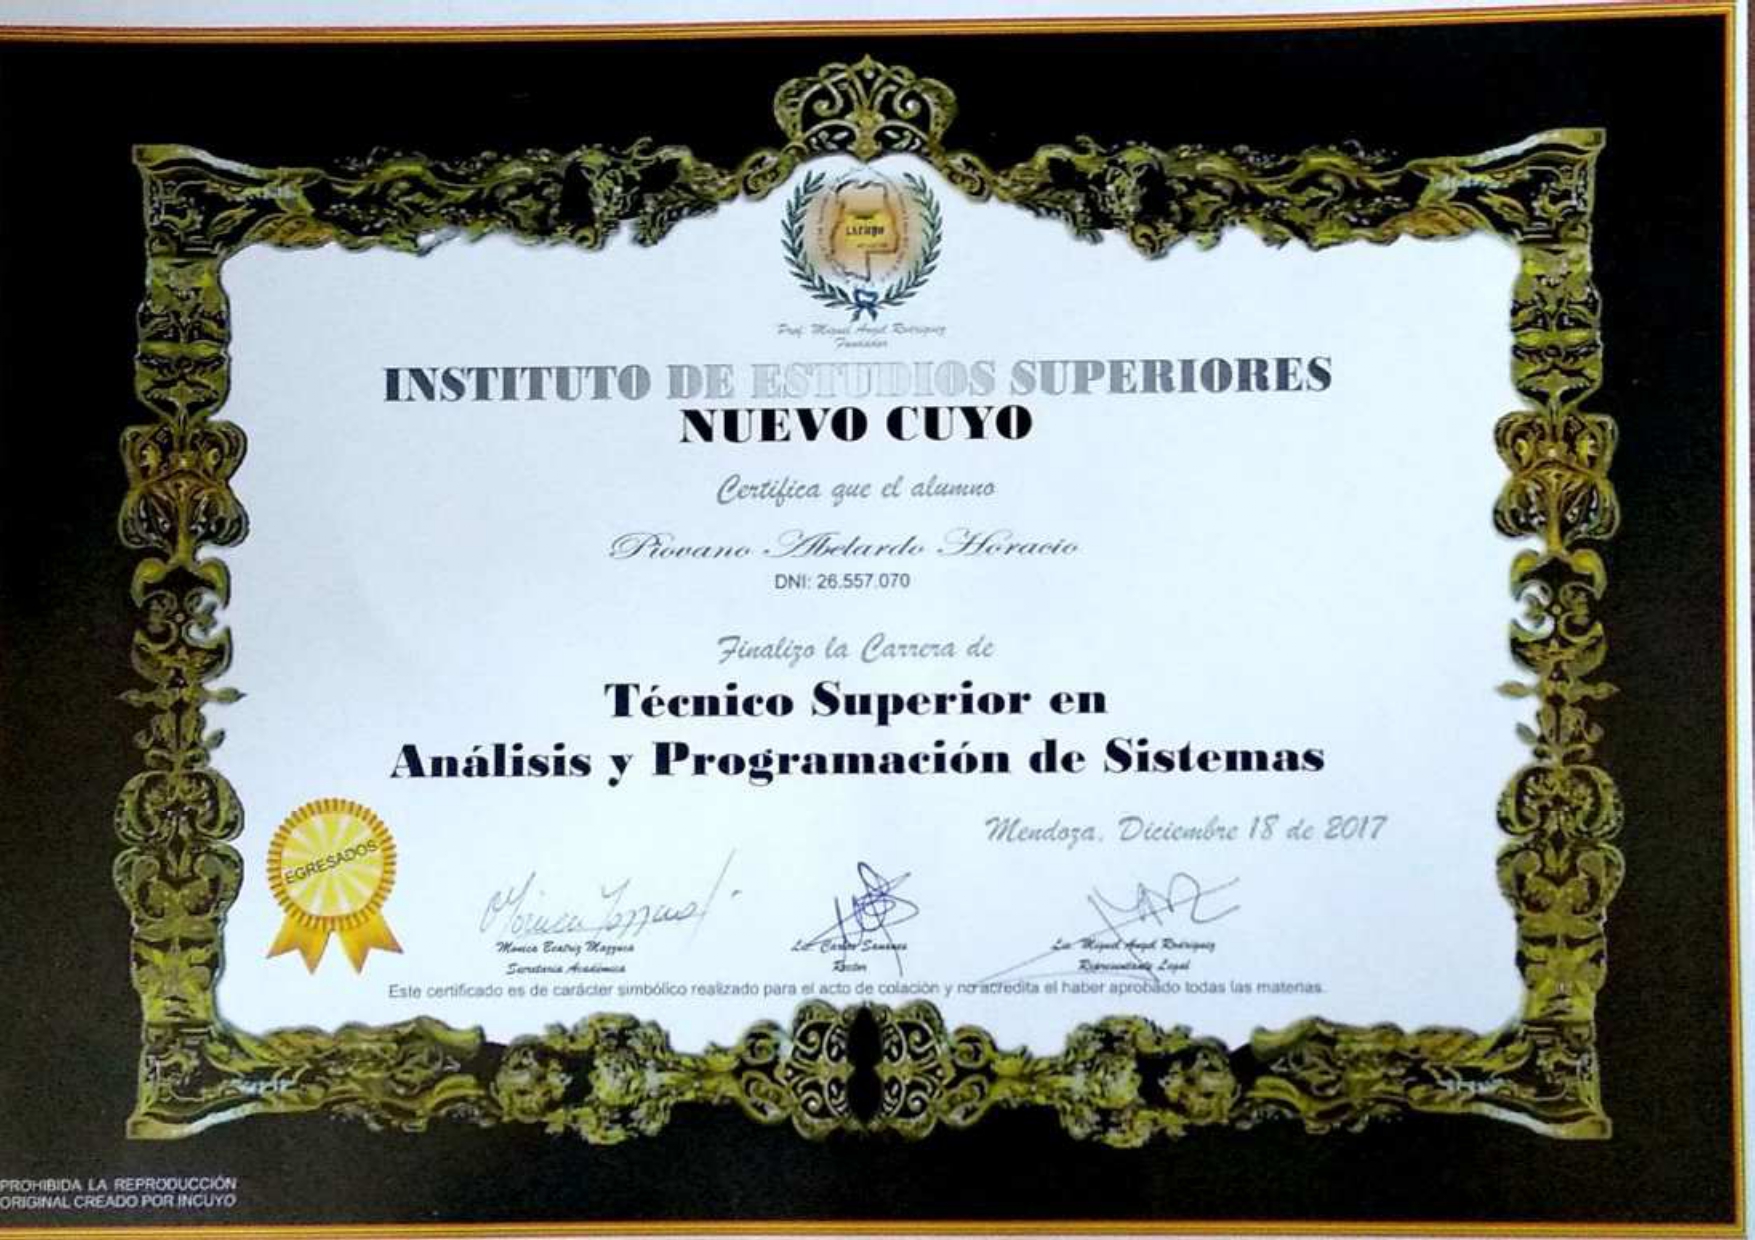 Prof. Miguel Angel Rodriguez
Fundador
INSTITUTO DE ESTUDIOS SUPERIORES
NUEVO CUYO
Certifica que el alumno
Piovano Abelardo Horacio
DNI: 26.557.070
Finalizo la Carrera de
Técnico Superior en
Análisis y Programación de Sistemas
Mendoza, Diciembre 18 de 2017
EGRESADOS
Monica Beatriz Mazzuca
Secretaria Académica
Lic. Carlos
Rector
Lic. Miguel Angel Rodriguez
Representante Legal
Este certificado es de carácter simbólico realizado para el acto de colación y no acredita el haber aprobado todas las materias.
PROHIBIDA LA REPRODUCCIÓN
ORIGINAL CREADO POR INCUYO